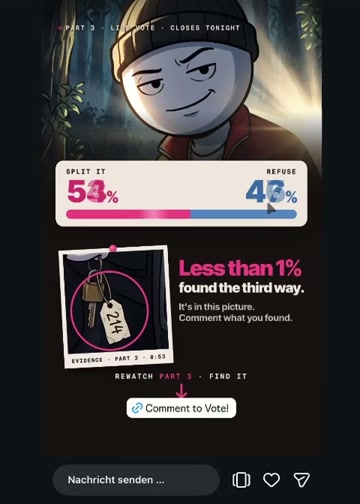 PART 3 · LIVE VOTE · CLOSES TONIGHT
SPLIT IT
REFUSE
%
%
Less than 1%
found the third way.
It's in this picture.
Comment what you found.
214
EVIDENCE · PART 3 · 0:53
REWATCH PART 3 · FIND IT
Comment to Vote!
Nachricht senden ...